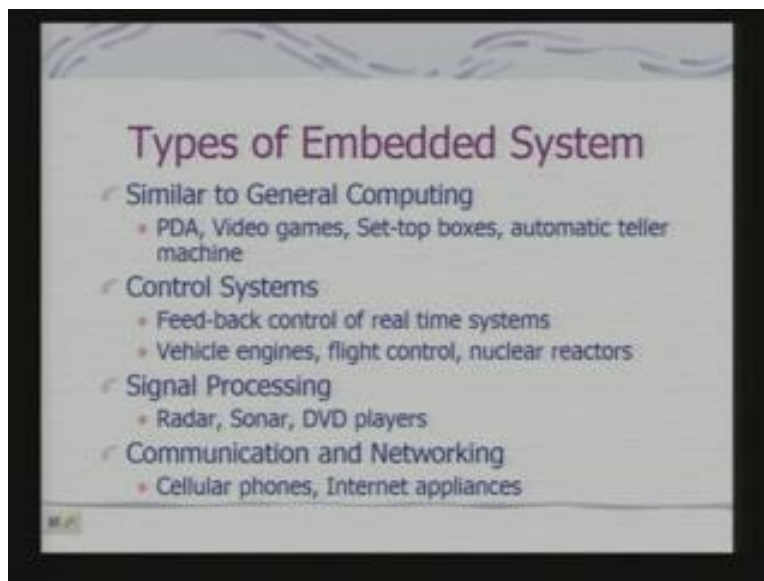 Types of Embedded System
Similar to General Computing
PDA, Video games, Set-top boxes, automatic teller
machine
Control Systems
Feed-back control of real time systems
Vehicle engines, flight control, nuclear reactors
Signal Processing
Radar, Sonar, DVD players
Communication and Networking
Cellular phones, Internet appliances